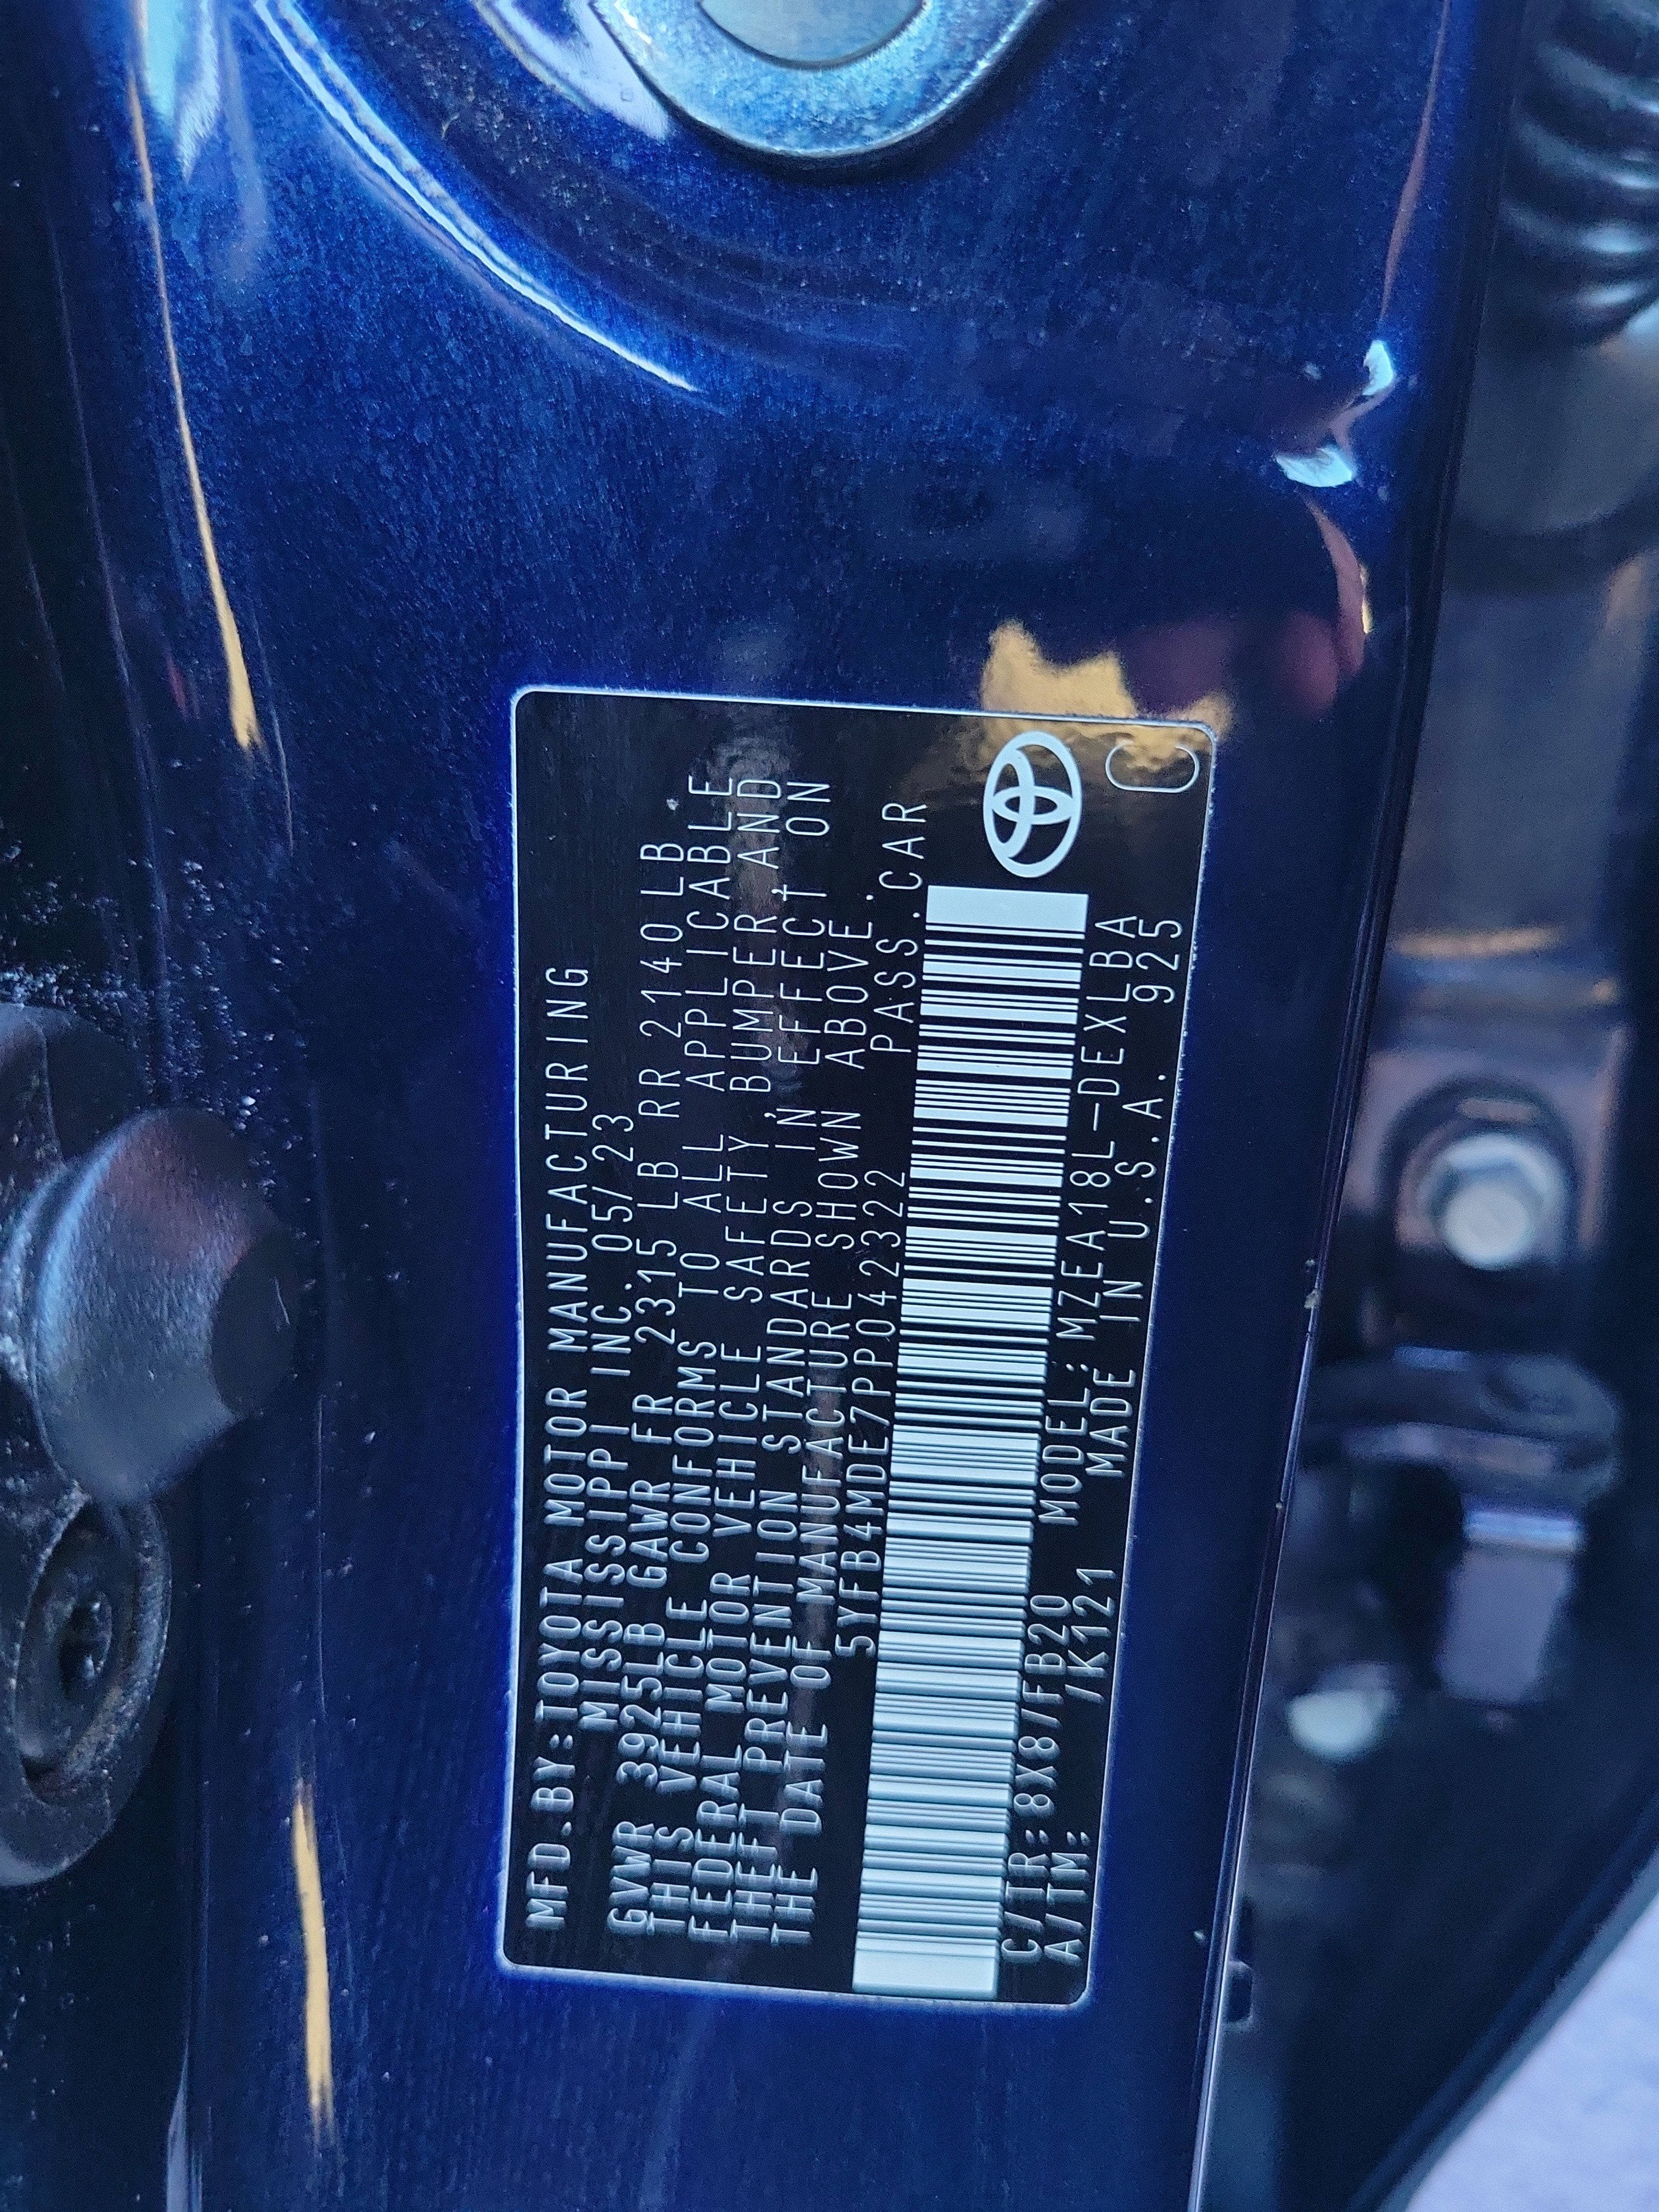 MFD.BY:TOYOTA MOTOR MANUFACTURING
MISSISSIPPI INC. 05/23
GVWR 3925LB GAWR FR 2315 LB RR 2140 LB
THIS VEHICLE CONFORMS TO ALL APPLICABLE
FEDERAL MOTOR VEHICLE SAFETY, BUMPER, AND
THEFT PREVENTION STANDARDS IN EFFECT ON
THE DATE OF MANUFACTURE SHOWN ABOVE.
5YFB4MDE7PP042322 PASS.CAR
C/TR:8X8/FB20 MODEL:MZEA18L-DEXLBA
A/TM: /K121 MADE IN U.S.A. 925
C